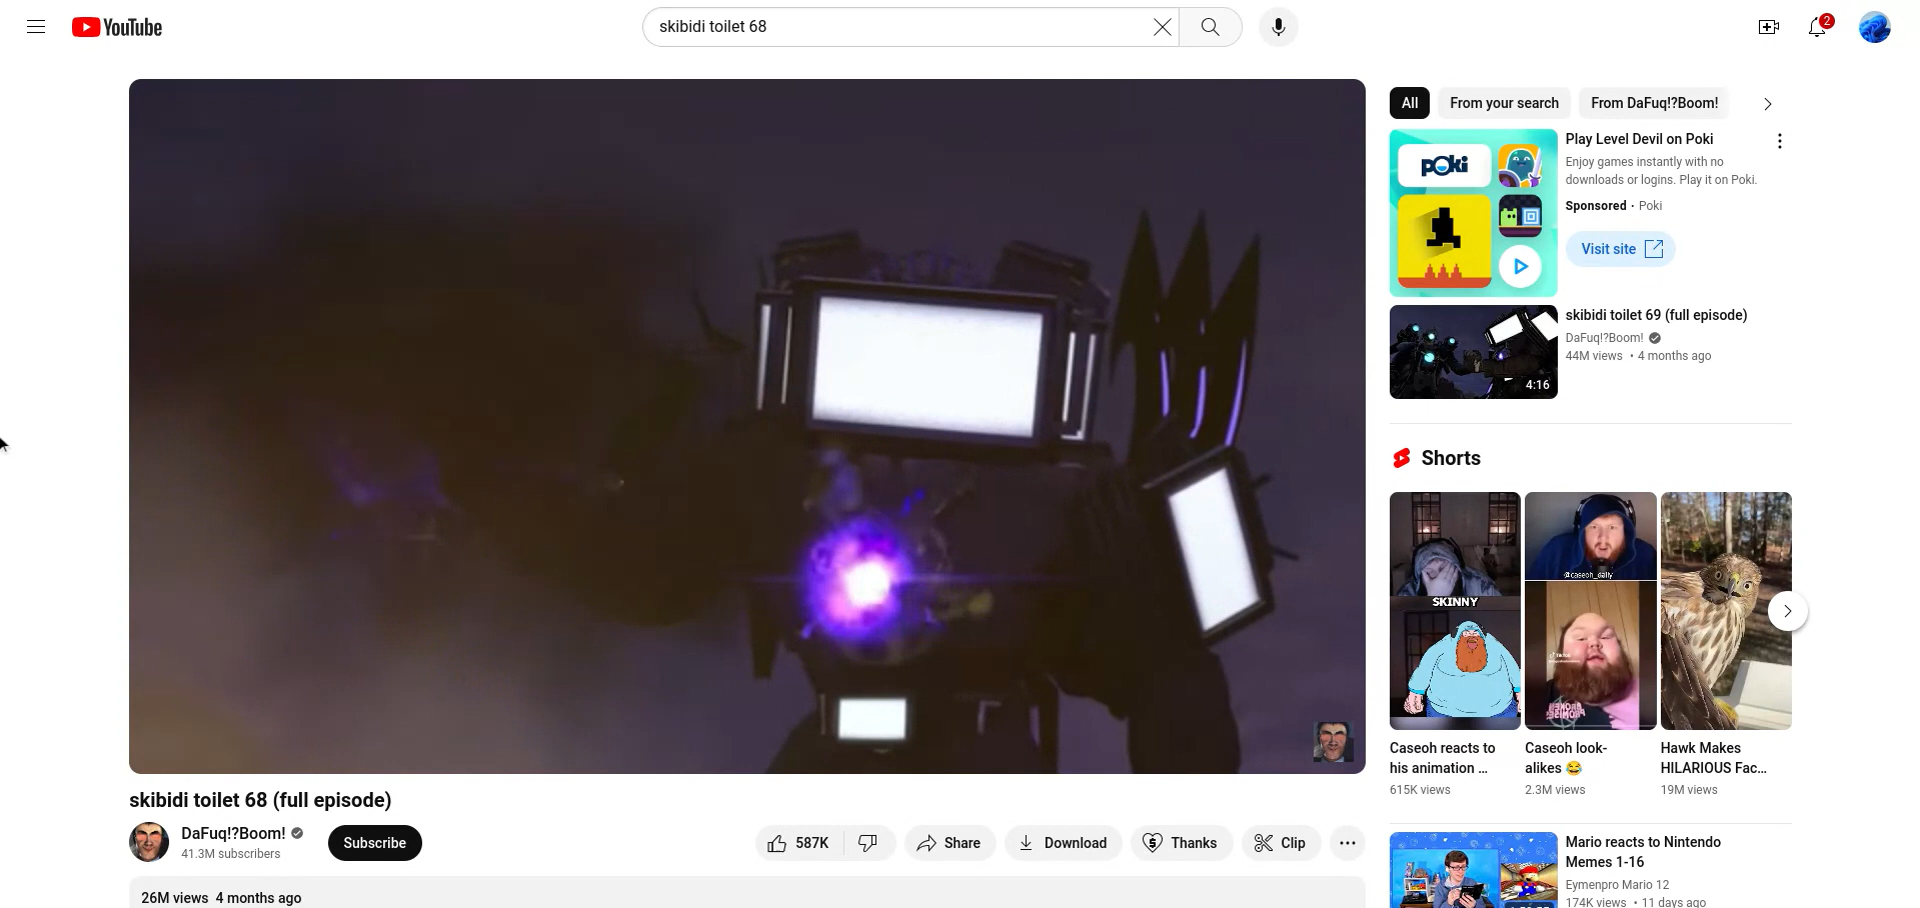 YouTube
skibidi toilet 68
2
All
From your search
From DaFuq!?Boom!
poki
Play Level Devil on Poki
Enjoy games instantly with no
downloads or logins. Play it on Poki.
Sponsored · Poki
Visit site
4:16
skibidi toilet 69 (full episode)
DaFuq!?Boom!
44M views • 4 months ago
Shorts
SKINNY
@caseoh_daily
Caseoh reacts to
his animation ...
615K views
Caseoh look-
alikes 😂
2.3M views
Hawk Makes
HILARIOUS Fac...
19M views
skibidi toilet 68 (full episode)
DaFuq!?Boom!
41.3M subscribers
Subscribe
587K
Share
Download
Thanks
Clip
26M views 4 months ago
Mario reacts to Nintendo
Memes 1-16
Eymenpro Mario 12
174K views • 11 days ago